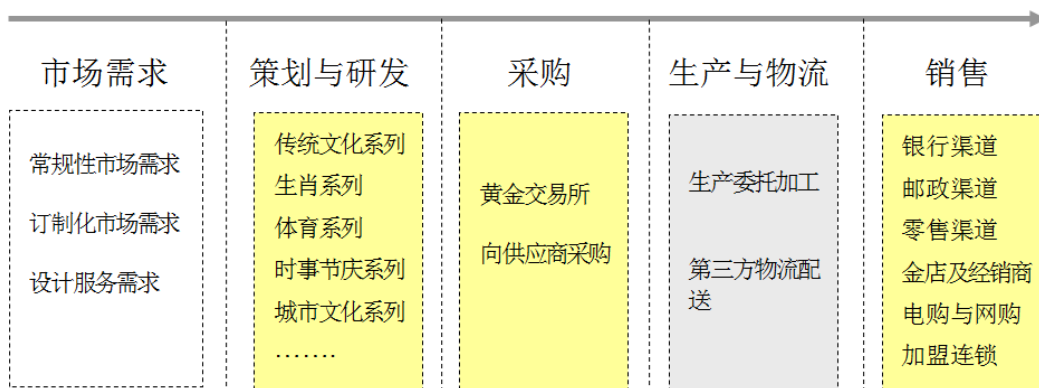 市场需求
策划与研发
采购
生产与物流
销售
常规性市场需求
订制化市场需求
设计服务需求
传统文化系列
生肖系列
体育系列
时事节庆系列
城市文化系列
·······
黄金交易所
向供应商采购
生产委托加工
第三方物流配
送
银行渠道
邮政渠道
零售渠道
金店及经销商
电购与网购
加盟连锁